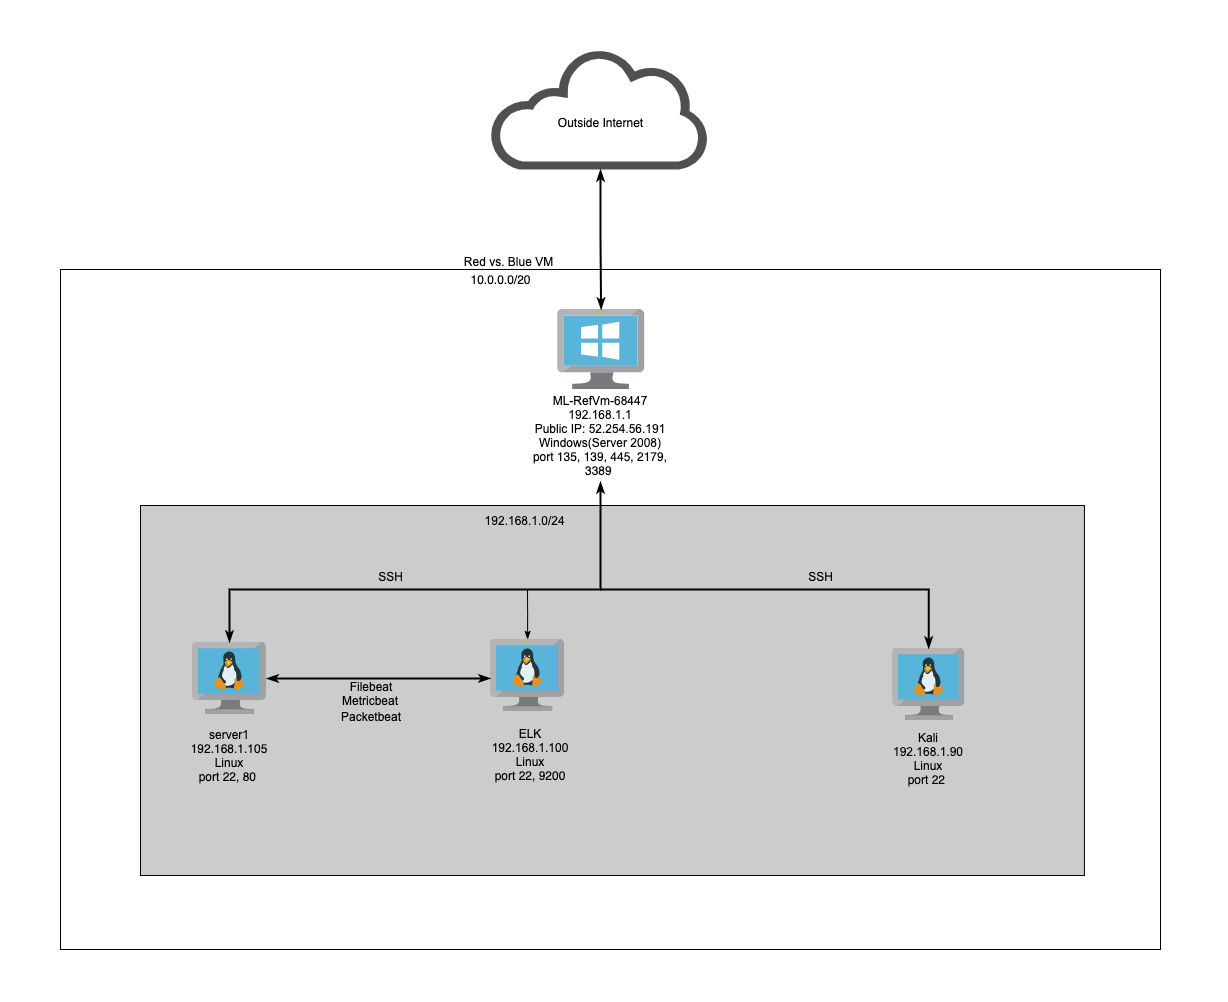 Outside Internet
Red vs. Blue VM
10.0.0.0/20
ML-RefVm-68447
192.168.1.1
Public IP: 52.254.56.191
Windows(Server 2008)
port 135, 139, 445, 2179,
3389
192.168.1.0/24
SSH
SSH
Filebeat
Metricbeat
Packetbeat
server1
192.168.1.105
Linux
port 22, 80
ELK
192.168.1.100
Linux
port 22, 9200
Kali
192.168.1.90
Linux
port 22